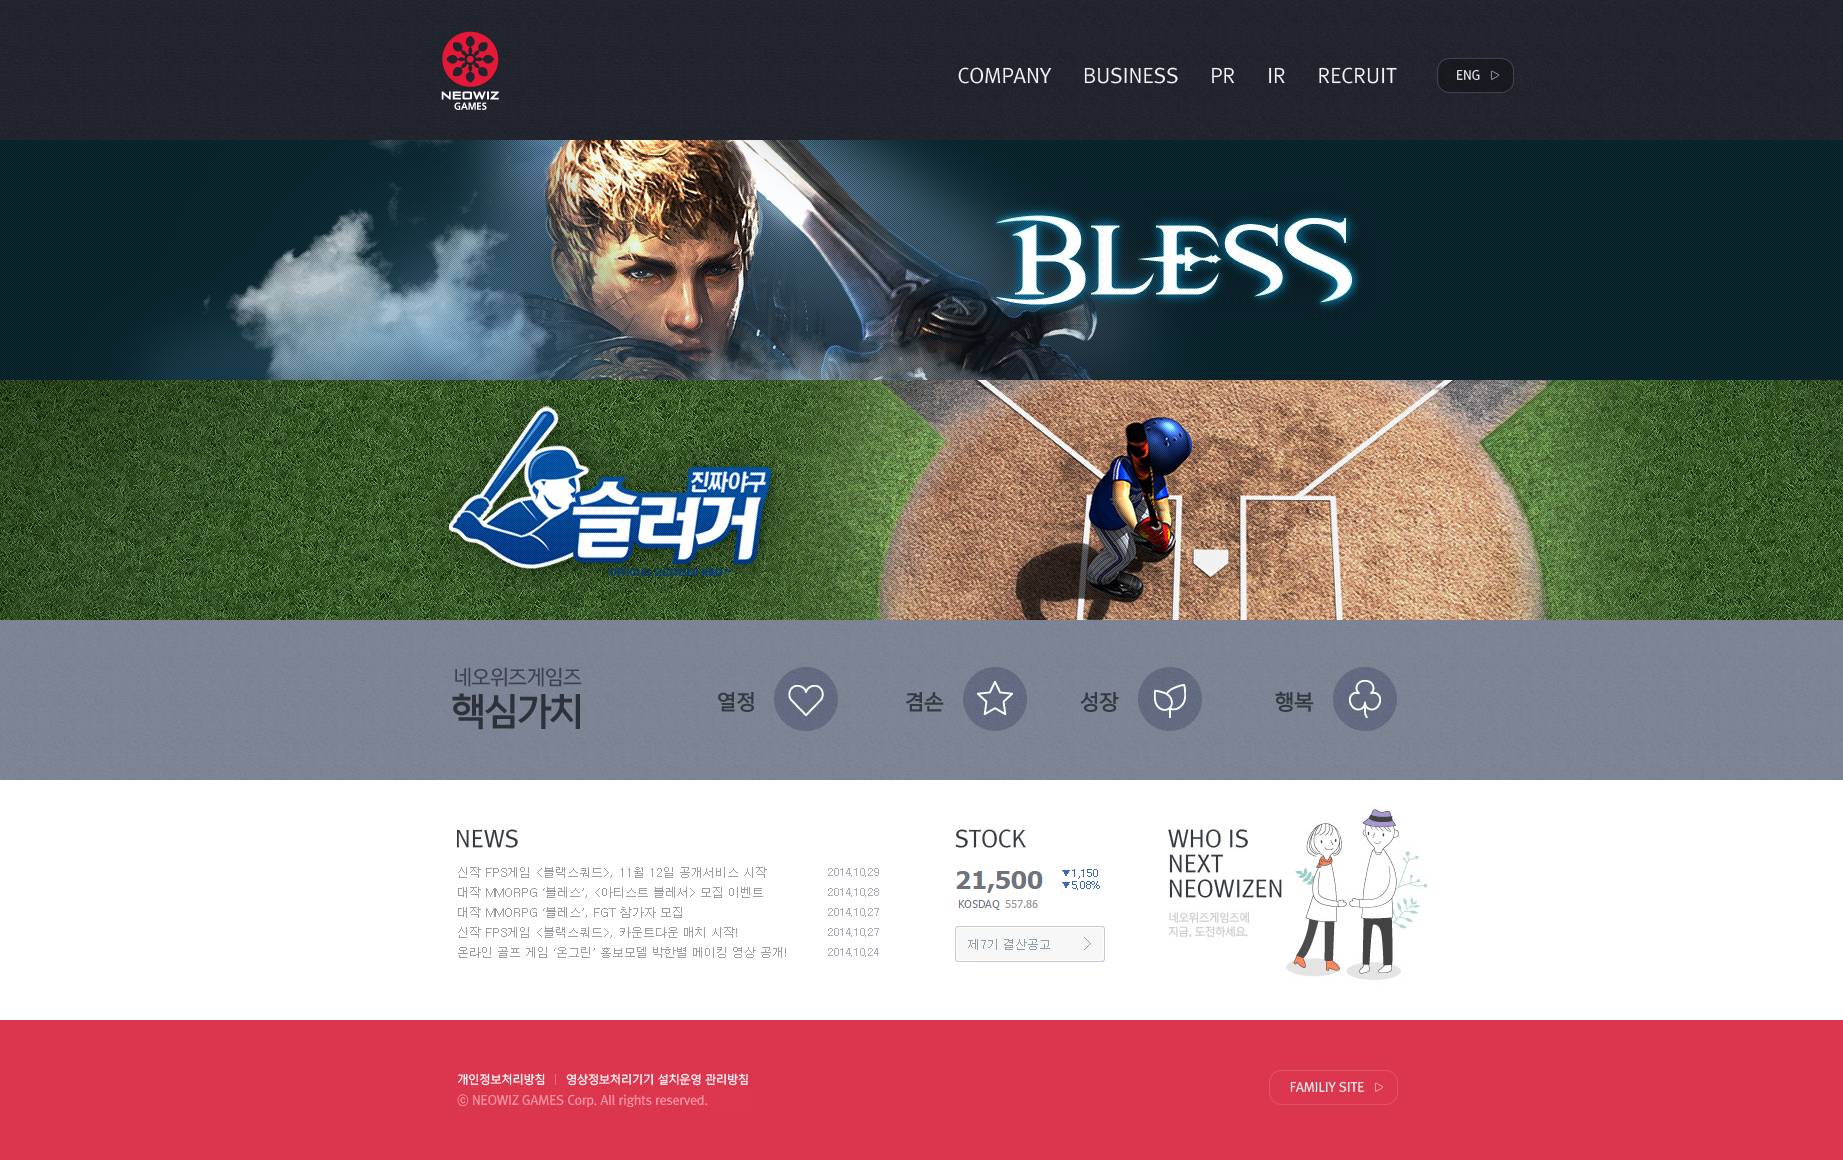 NEOWIZ
GAMES
COMPANY BUSINESS PR IR RECRUIT ENG
BLESS
진짜야구
슬러거
네오위즈게임즈
핵심가치
열정 겸손 성장 행복
NEWS
신작 FPS게임 <블랙스쿼드>, 11월 12일 공개서비스 시작 2014.10.29
대작 MMORPG ‘블레스’, <아티스트 블레서> 모집 이벤트 2014.10.28
대작 MMORPG ‘블레스’, FGT 참가자 모집 2014.10.27
신작 FPS게임 <블랙스쿼드>, 카운트다운 매치 시작! 2014.10.27
온라인 골프 게임 ‘온그린’ 홍보모델 박한별 메이킹 영상 공개! 2014.10.24
STOCK
21,500 ▼1,150
▼5.08%
KOSDAQ 557.86
제7기 결산공고
WHO IS
NEXT
NEOWIZEN
네오위즈게임즈에
지금, 도전하세요.
개인정보처리방침 | 영상정보처리기기 설치운영 관리방침
ⓒ NEOWIZ GAMES Corp. All rights reserved.
FAMILIY SITE